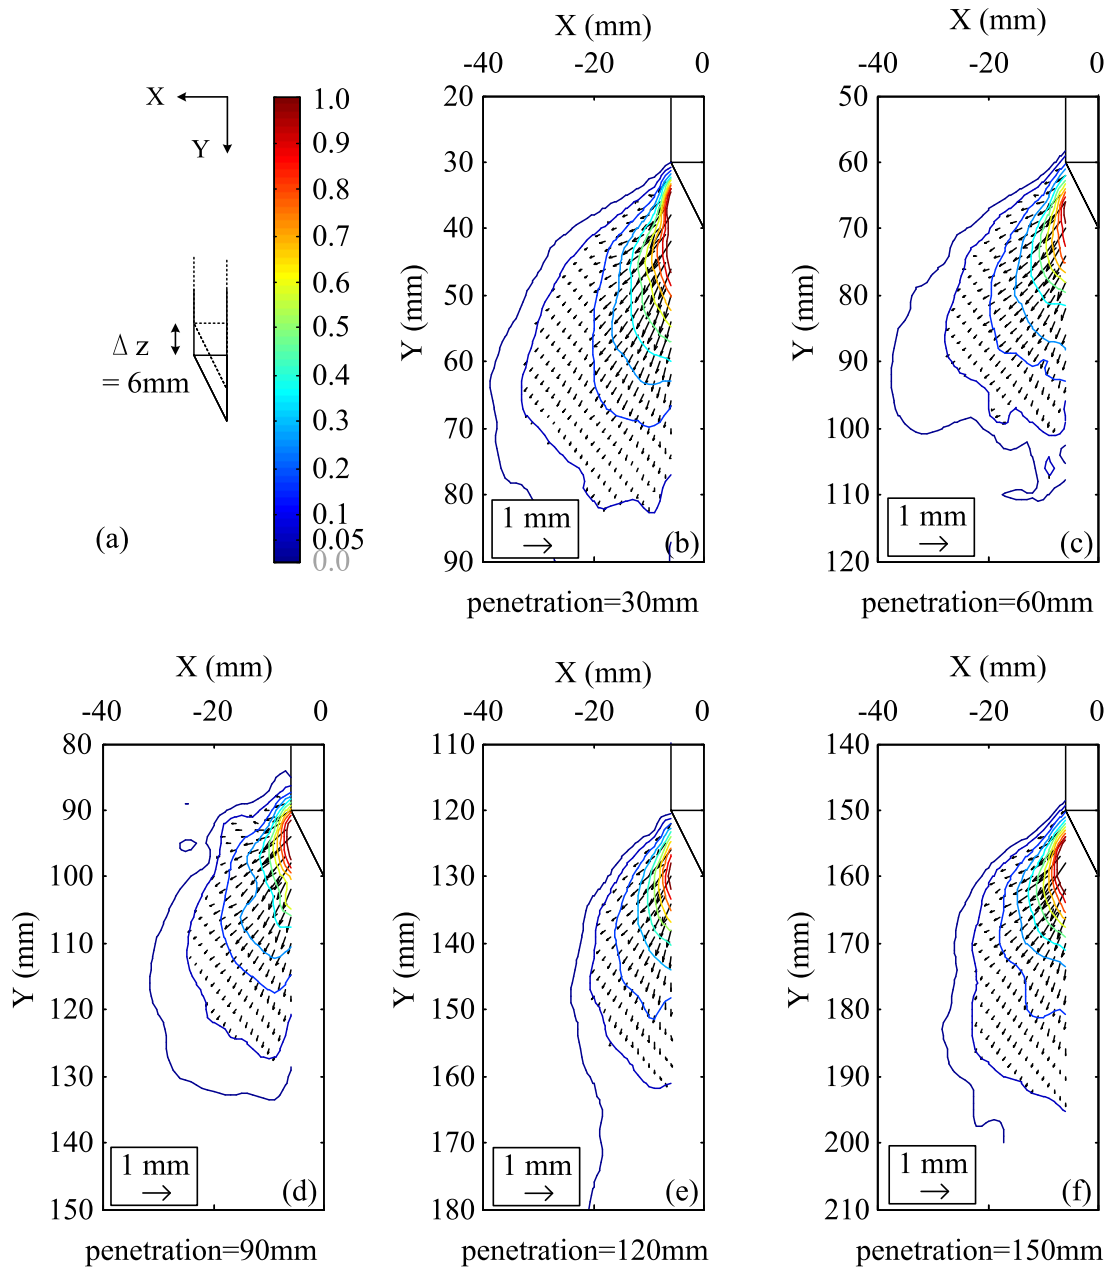 X (mm)
-40 -20 0
20
30
40
50
60
70
80
90
Y (mm)
1 mm
(b)
penetration=30mm
X (mm)
-40 -20 0
50
60
70
80
90
100
110
120
Y (mm)
1 mm
(c)
penetration=60mm
X
Y
1.0
0.9
0.8
0.7
0.6
0.5
0.4
0.3
0.2
0.1
0.05
0.0
Δ z
= 6mm
(a)
X (mm)
-40 -20 0
80
90
100
110
120
130
140
150
Y (mm)
1 mm
(d)
penetration=90mm
X (mm)
-40 -20 0
110
120
130
140
150
160
170
180
Y (mm)
1 mm
(e)
penetration=120mm
X (mm)
-40 -20 0
140
150
160
170
180
190
200
210
Y (mm)
1 mm
(f)
penetration=150mm